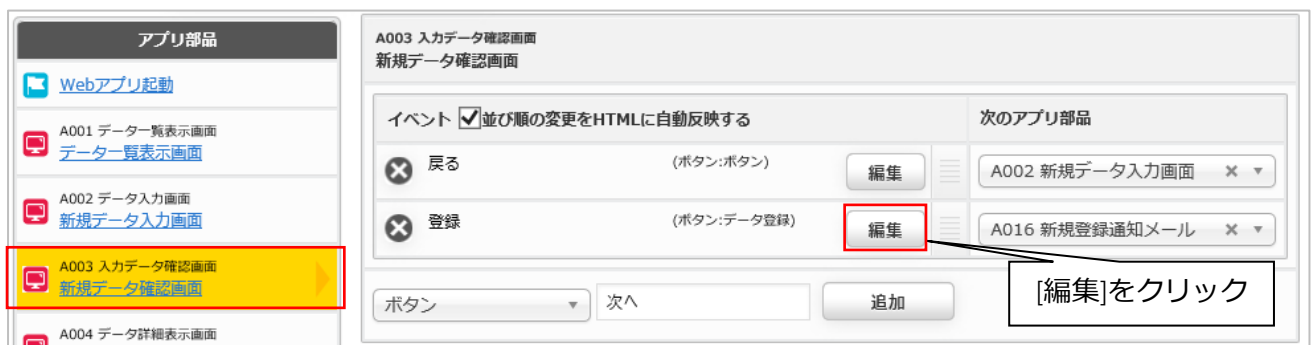 アプリ部品
Webアプリ起動
A001 データ一覧表示画面
データ一覧表示画面
A002 データ入力画面
新規データ入力画面
A003 入力データ確認画面
新規データ確認画面
A004 データ詳細表示画面
A003 入力データ確認画面
新規データ確認画面
イベント 並び順の変更をHTMLに自動反映する 次のアプリ部品
戻る (ボタン:ボタン) 編集 A002 新規データ入力画面
登録 (ボタン:データ登録) 編集 A016 新規登録通知メール
[編集]をクリック
ボタン 次へ 追加